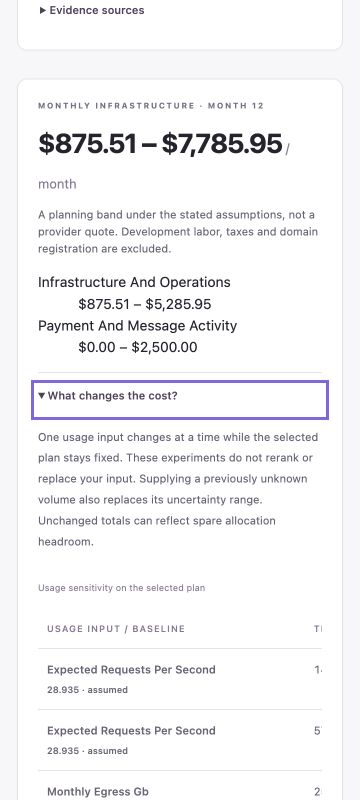 Evidence sources
MONTHLY INFRASTRUCTURE · MONTH 12
$875.51 – $7,785.95 /
month
A planning band under the stated assumptions, not a
provider quote. Development labor, taxes and domain
registration are excluded.
Infrastructure And Operations
$875.51 – $5,285.95
Payment And Message Activity
$0.00 – $2,500.00
What changes the cost?
One usage input changes at a time while the selected
plan stays fixed. These experiments do not rerank or
replace your input. Supplying a previously unknown
volume also replaces its uncertainty range.
Unchanged totals can reflect spare allocation
headroom.
Usage sensitivity on the selected plan
USAGE INPUT / BASELINE
Expected Requests Per Second
28.935 · assumed
Expected Requests Per Second
28.935 · assumed
Monthly Egress Gb